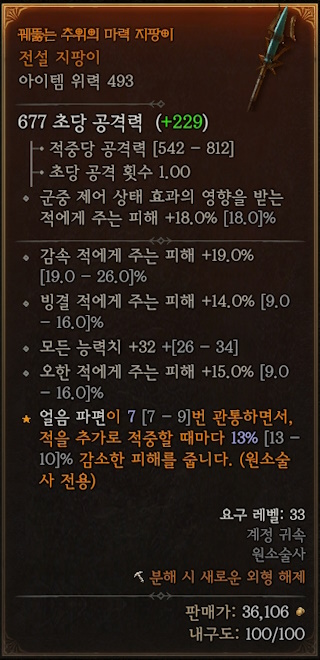 꿰뚫는 추위의 마력 지팡이
전설 지팡이
아이템 위력 493
677 초당 공격력 (+229)
적중당 공격력 [542 – 812]
초당 공격 횟수 1.00
군중 제어 상태 효과의 영향을 받는
적에게 주는 피해 +18.0% [18.0]%
감속 적에게 주는 피해 +19.0%
[19.0 – 26.0]%
빙결 적에게 주는 피해 +14.0% [9.0
– 16.0]%
모든 능력치 +32 +[26 – 34]
오한 적에게 주는 피해 +15.0% [9.0
– 16.0]%
얼음 파편이 7 [7 – 9]번 관통하면서,
적을 추가로 적중할 때마다 13% [13 –
10]% 감소한 피해를 줍니다. (원소술
사 전용)
요구 레벨: 33
계정 귀속
원소술사
분해 시 새로운 외형 해제
판매가: 36,106
내구도: 100/100